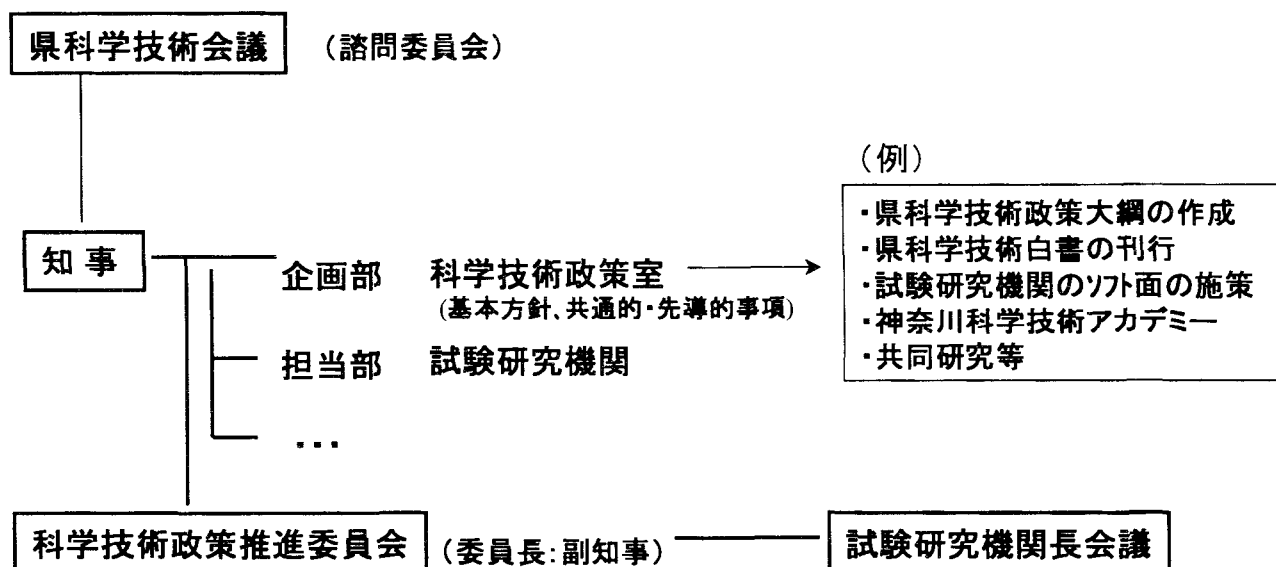 県科学技術会議 (諮問委員会)
(例)
・県科学技術政策大綱の作成
・県科学技術白書の刊行
・試験研究機関のソフト面の施策
・神奈川科学技術アカデミー
・共同研究等
知事
企画部 科学技術政策室
(基本方針、共通的・先導的事項)
担当部 試験研究機関
・・・
科学技術政策推進委員会 (委員長:副知事) 試験研究機関長会議